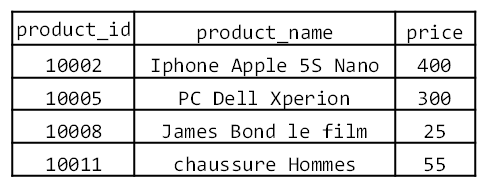 product_id product_name price
10002 Iphone Apple 5S Nano 400
10005 PC Dell Xperion 300
10008 James Bond le film 25
10011 chaussure Hommes 55